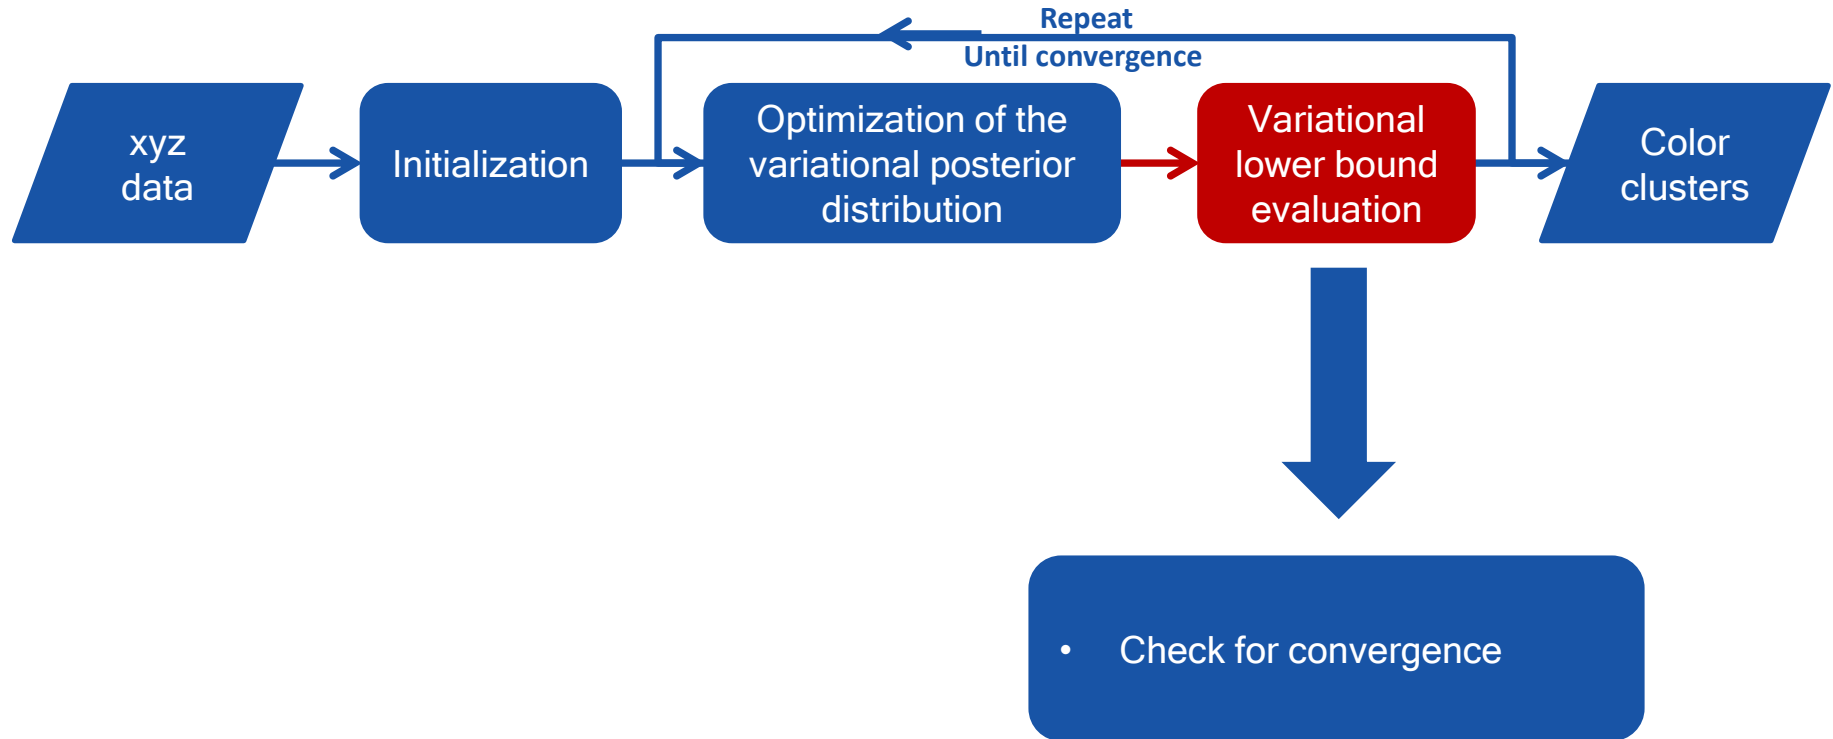 Repeat
Until convergence
xyz
data
Initialization
Optimization of the
variational posterior
distribution
Variational
lower bound
evaluation
Color
clusters
• Check for convergence